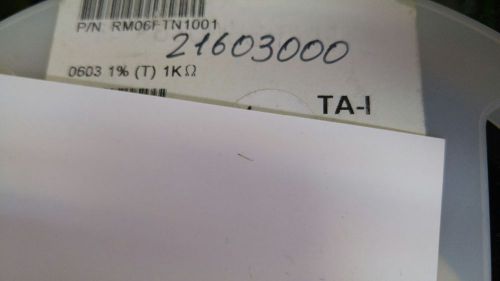 P/N RM06FTN1001
21603000
0603 1% (T) 1KΩ
TA-I